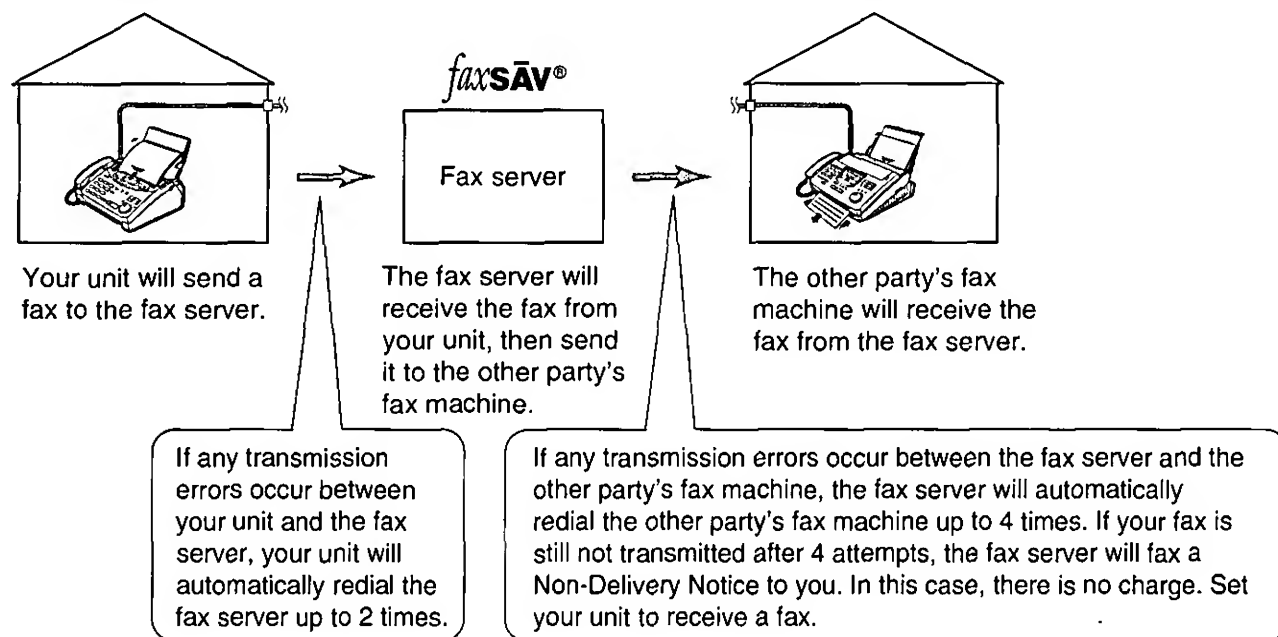 faxSĀV®
Fax server
Your unit will send a
fax to the fax server.
The fax server will
receive the fax from
your unit, then send
it to the other party's
fax machine.
The other party's fax
machine will receive the
fax from the fax server.
If any transmission
errors occur between
your unit and the fax
server, your unit will
automatically redial the
fax server up to 2 times.
If any transmission errors occur between the fax server and the
other party's fax machine, the fax server will automatically
redial the other party's fax machine up to 4 times. If your fax is
still not transmitted after 4 attempts, the fax server will fax a
Non-Delivery Notice to you. In this case, there is no charge. Set
your unit to receive a fax.